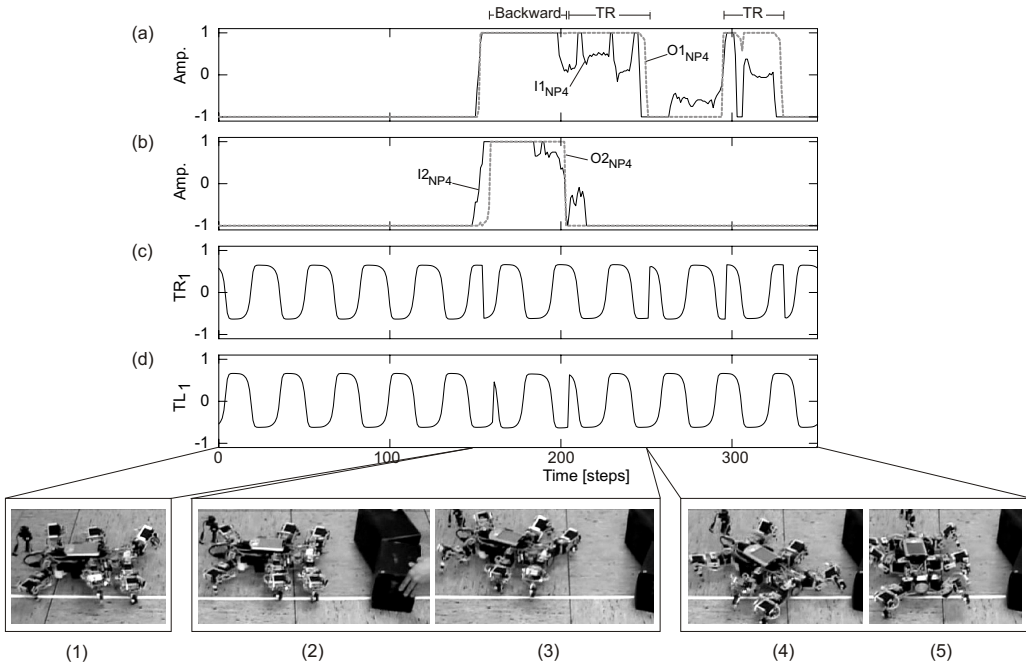 Backward TR TR
(a)
Amp.
1
0
-1
O1NP4
I1NP4
(b)
Amp.
1
0
-1
I2NP4
O2NP4
(c)
TR1
1
0
-1
(d)
TL1
1
0
-1
0 100 200 300
Time [steps]
(1) (2) (3) (4) (5)